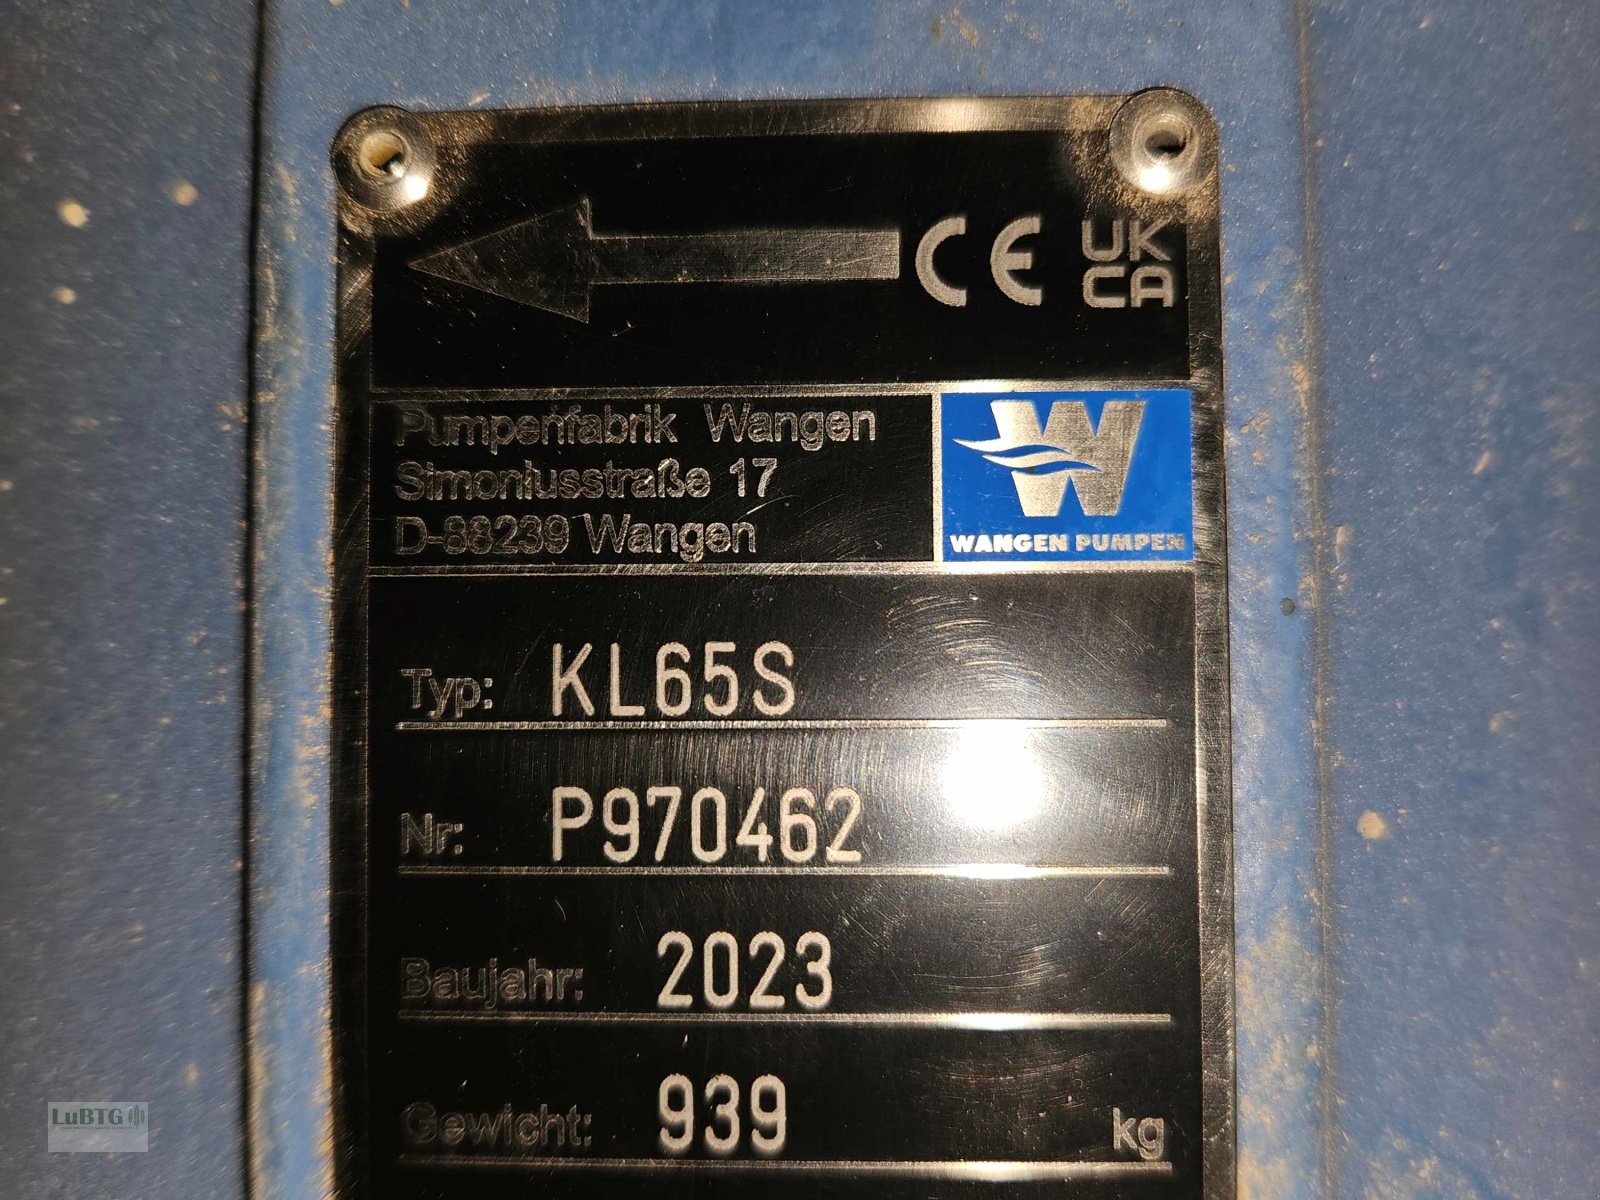 CE UK
CA
Pumpenfabrik Wangen
Simoniusstraße 17
D-88239 Wangen
W
WANGEN PUMPEN
Typ: KL65S
Nr: P970462
Baujahr: 2023
Gewicht: 939 kg
LuBTG